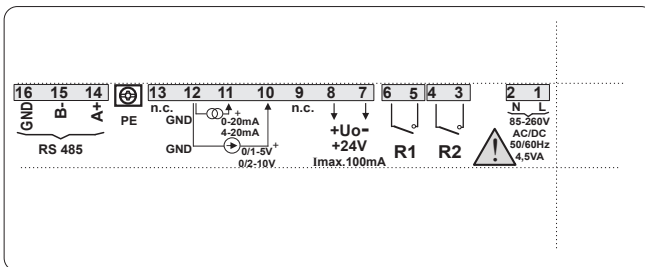 16 15 14 13 12 11 10 9 8 7 6 5 4 3 2 1
GND B- A+ PE n.c. GND n.c. N L
RS 485
0-20mA
4-20mA
GND
0/1-5V
0/2-10V
+Uo-
+24V
Imax.100mA
R1 R2
85-260V
AC/DC
50/60Hz
4,5VA